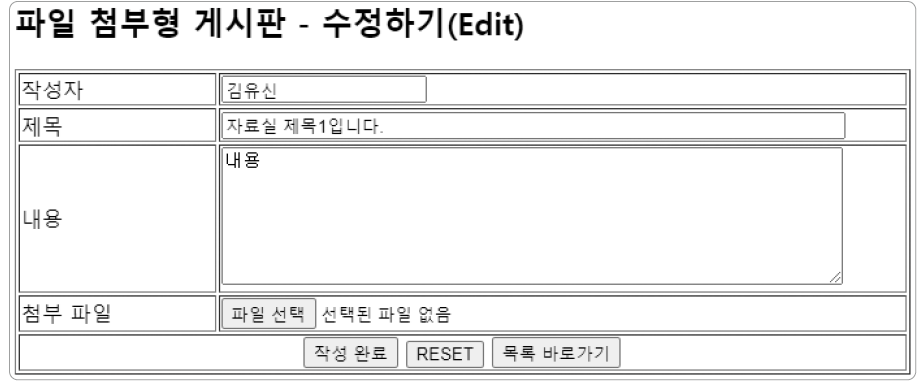 파일 첨부형 게시판 - 수정하기(Edit)
작성자 김유신
제목 자료실 제목1입니다.
내용 내용
첨부 파일 파일 선택 선택된 파일 없음
작성 완료 RESET 목록 바로가기